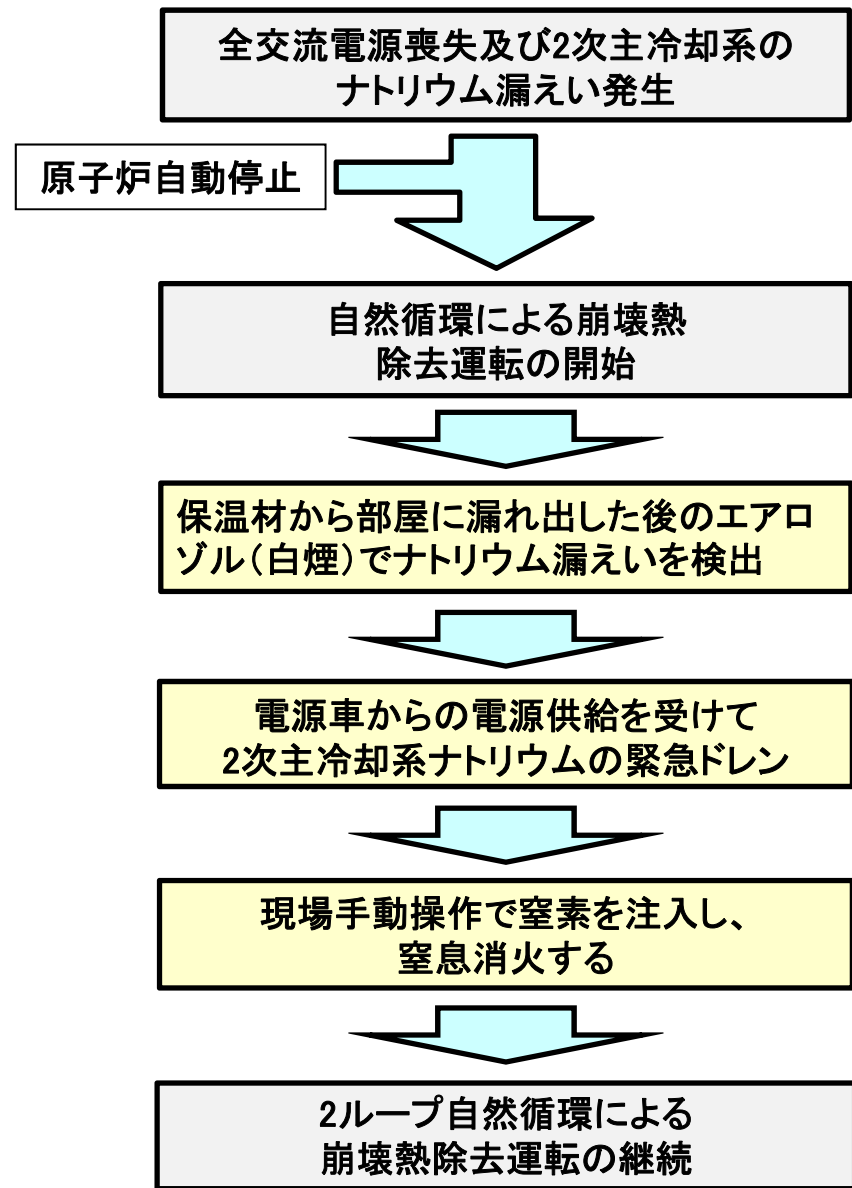 全交流電源喪失及び2次主冷却系の
ナトリウム漏えい発生
原子炉自動停止
自然循環による崩壊熱
除去運転の開始
保温材から部屋に漏れ出した後のエアロ
ゾル（白煙）でナトリウム漏えいを検出
電源車からの電源供給を受けて
2次主冷却系ナトリウムの緊急ドレン
現場手動操作で窒素を注入し、
窒息消火する
2ループ自然循環による
崩壊熱除去運転の継続